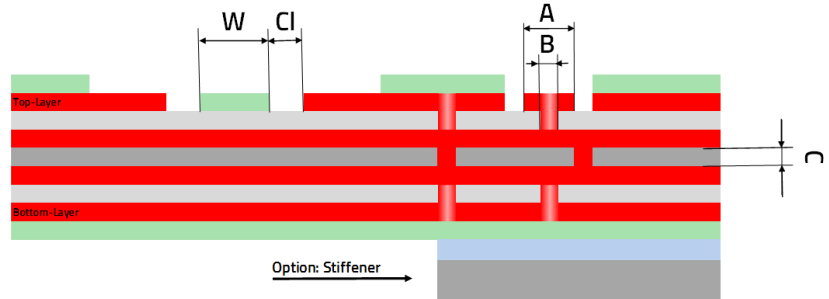 A
W
Cl
B
Top-Layer
C
Bottom-Layer
Option: Stiffener